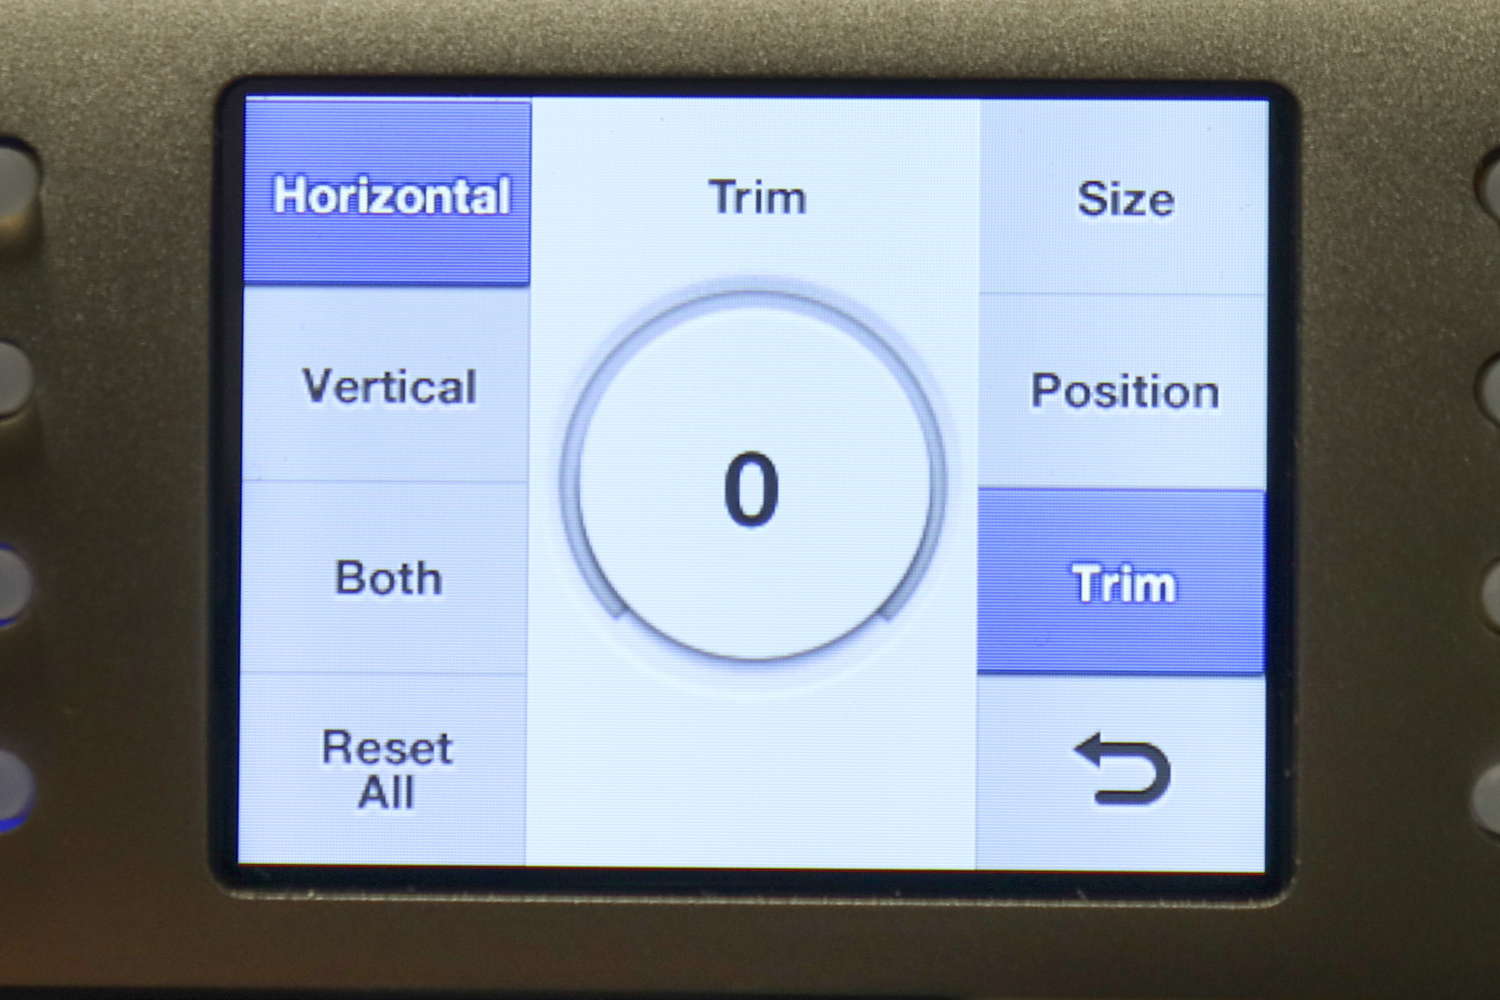 Horizontal
Trim
Size
Vertical
Position
0
Both
Trim
Reset
All